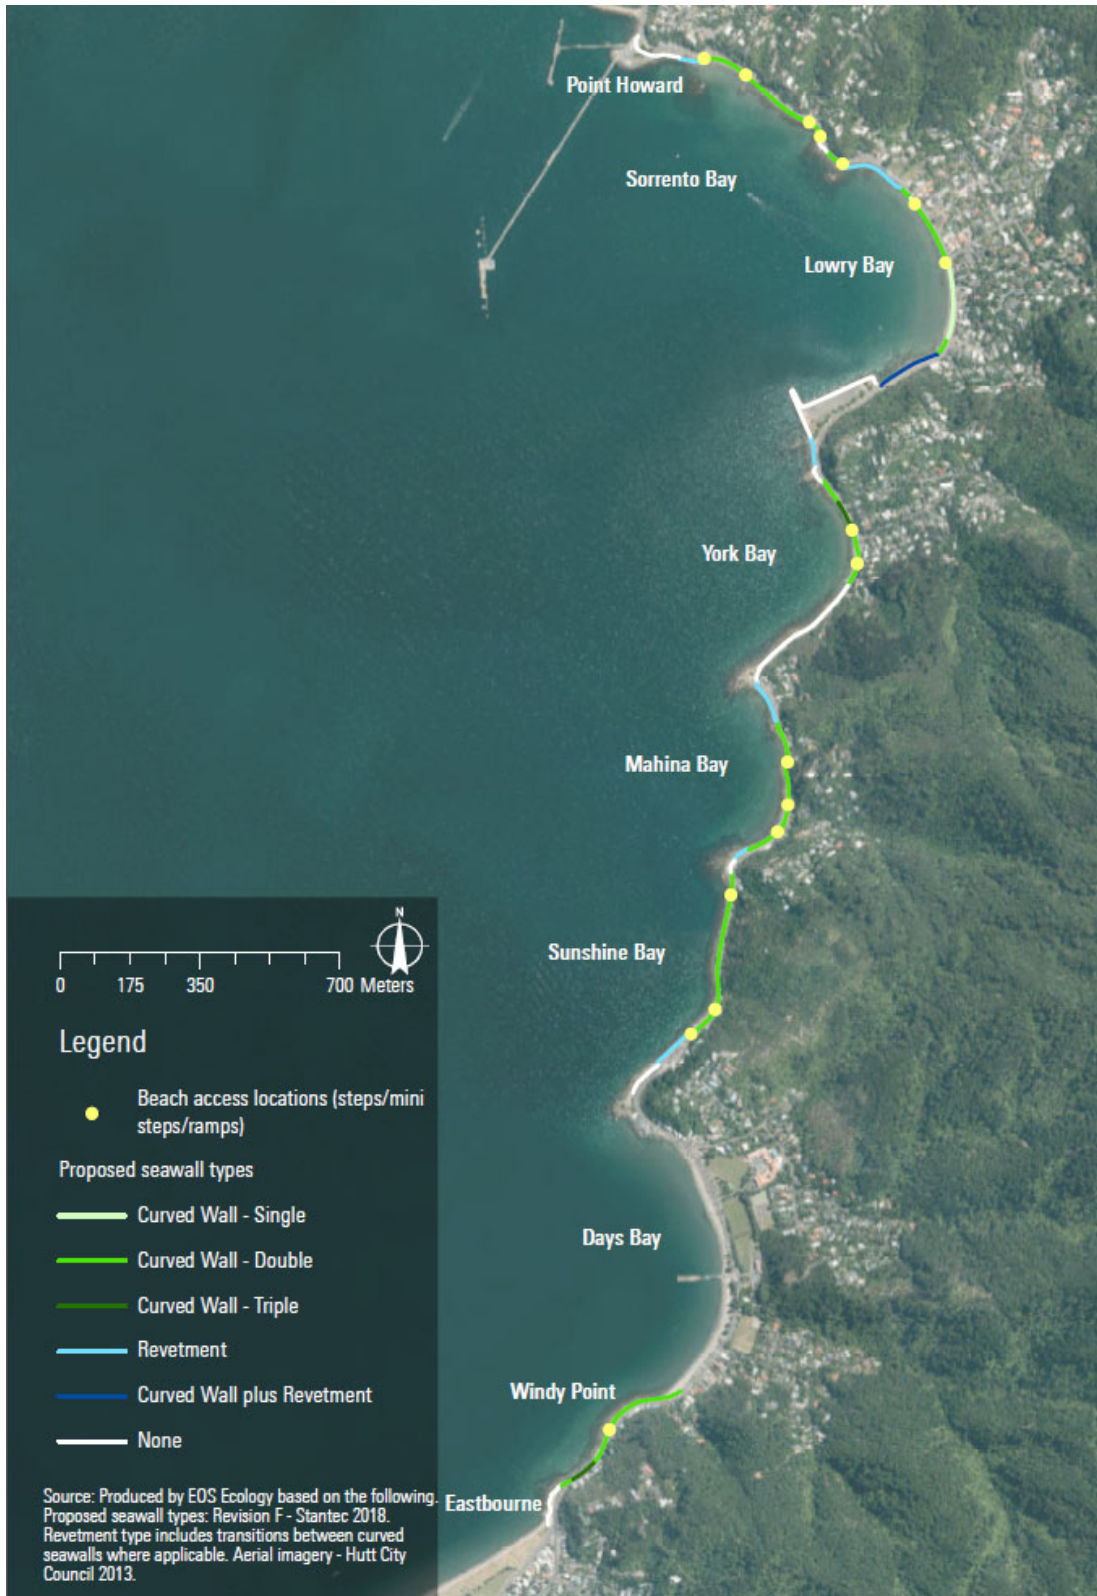 Point Howard
Sorrento Bay
Lowry Bay
York Bay
Mahina Bay
Sunshine Bay
Days Bay
Windy Point
Eastbourne
N
0 175 350 700 Meters
Legend
Beach access locations (steps/mini
steps/ramps)
Proposed seawall types
Curved Wall - Single
Curved Wall - Double
Curved Wall - Triple
Revetment
Curved Wall plus Revetment
None
Source: Produced by EOS Ecology based on the following.
Proposed seawall types: Revision F - Stantec 2018.
Revetment type includes transitions between curved
seawalls where applicable. Aerial imagery - Hutt City
Council 2013.